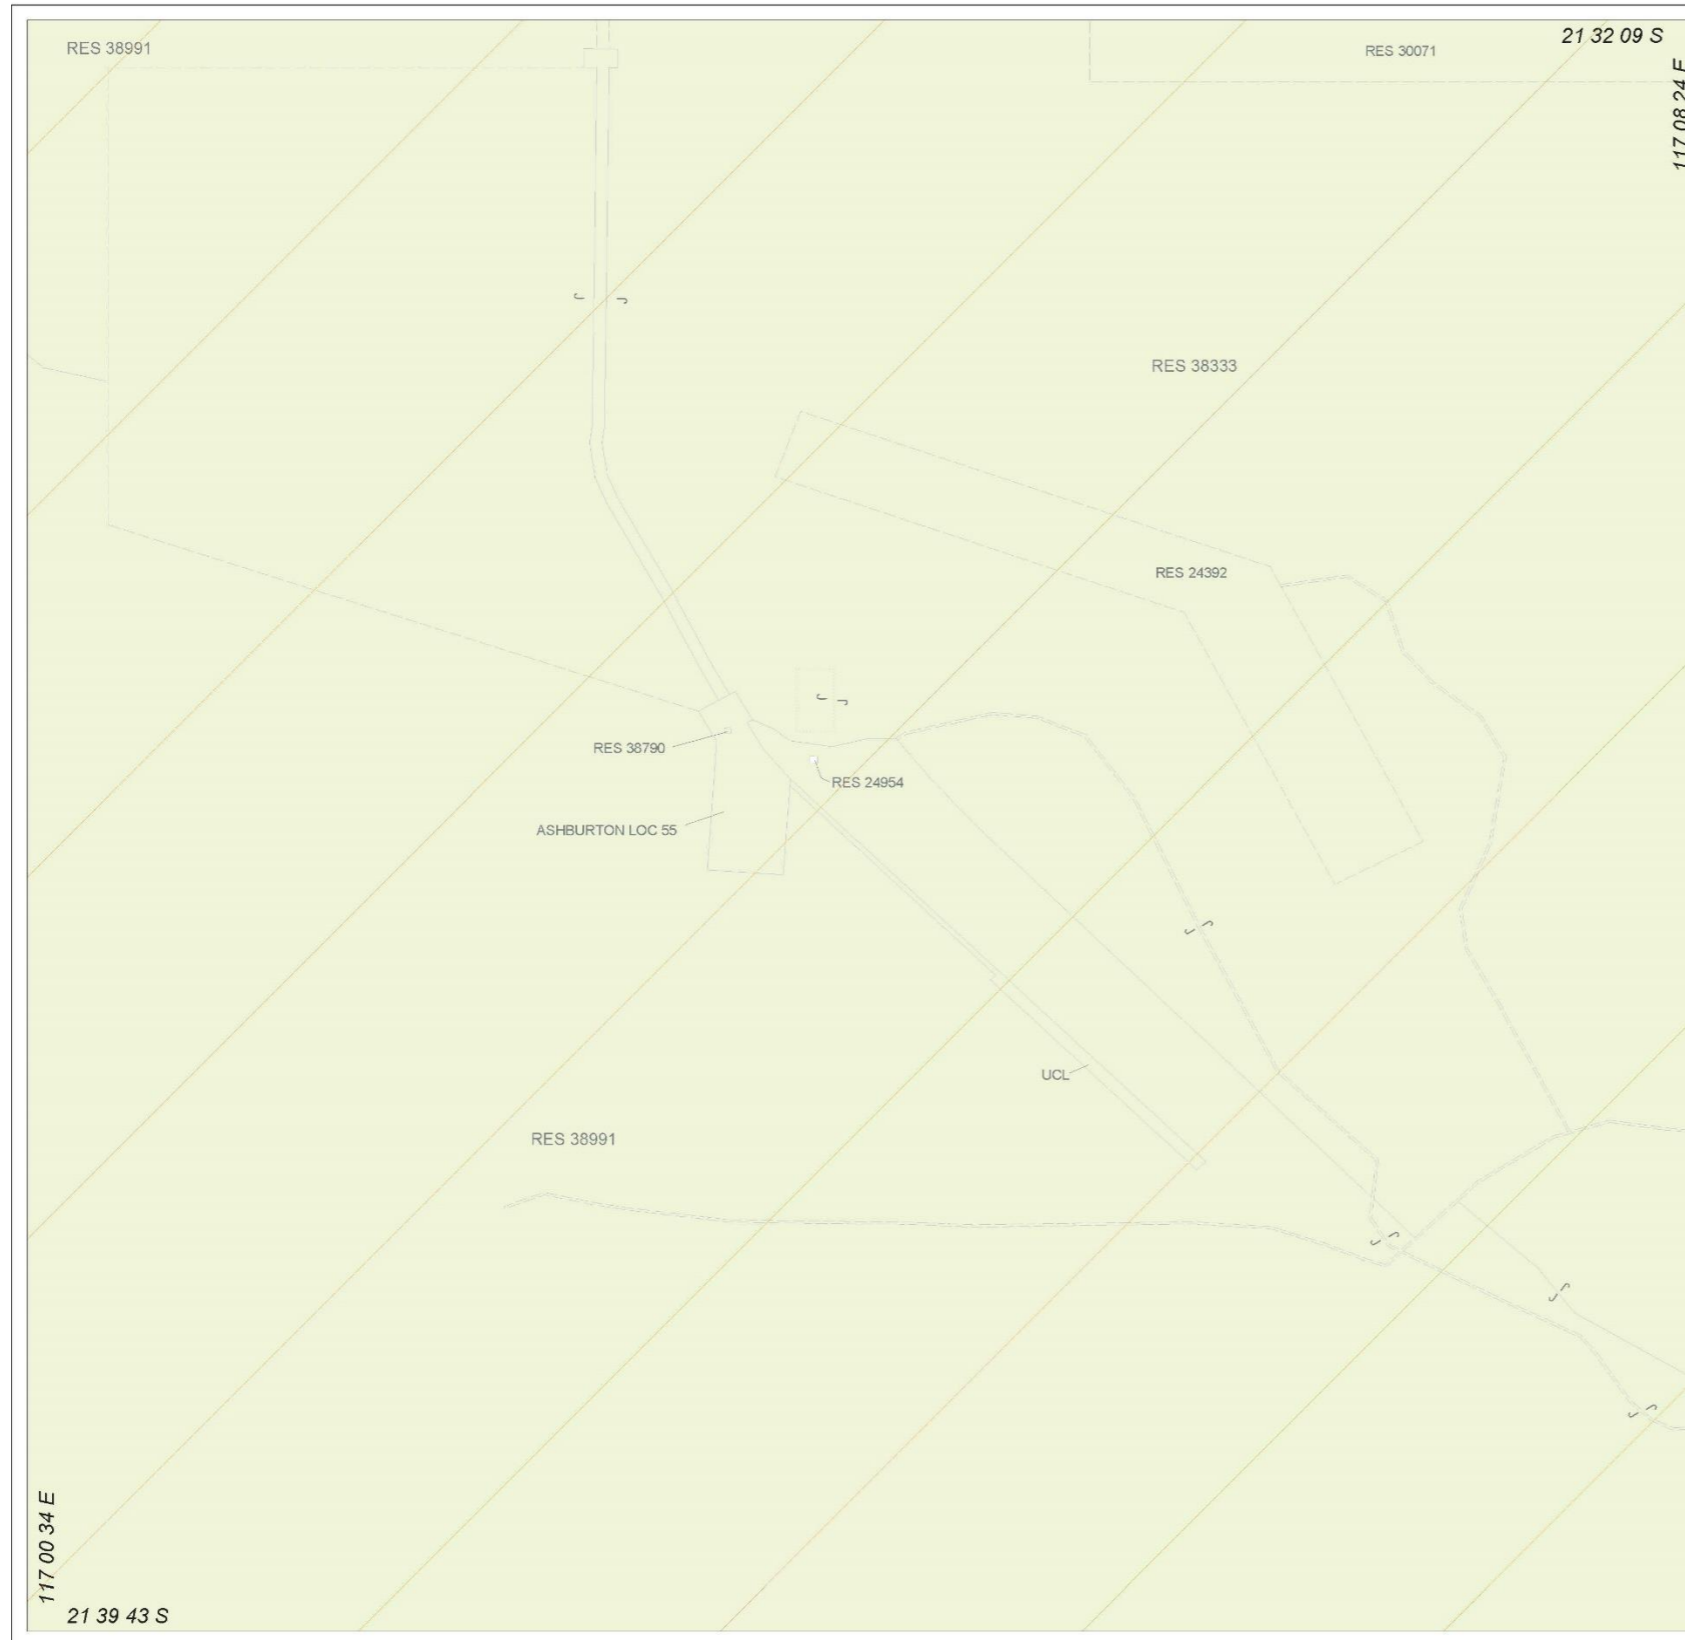 RES 38991
RES 30071
21 32 09 S
117 08 24 E
RES 38333
RES 24392
RES 38790
RES 24954
ASHBURTON LOC 55
UCL
RES 38991
117 00 34 E
21 39 43 S